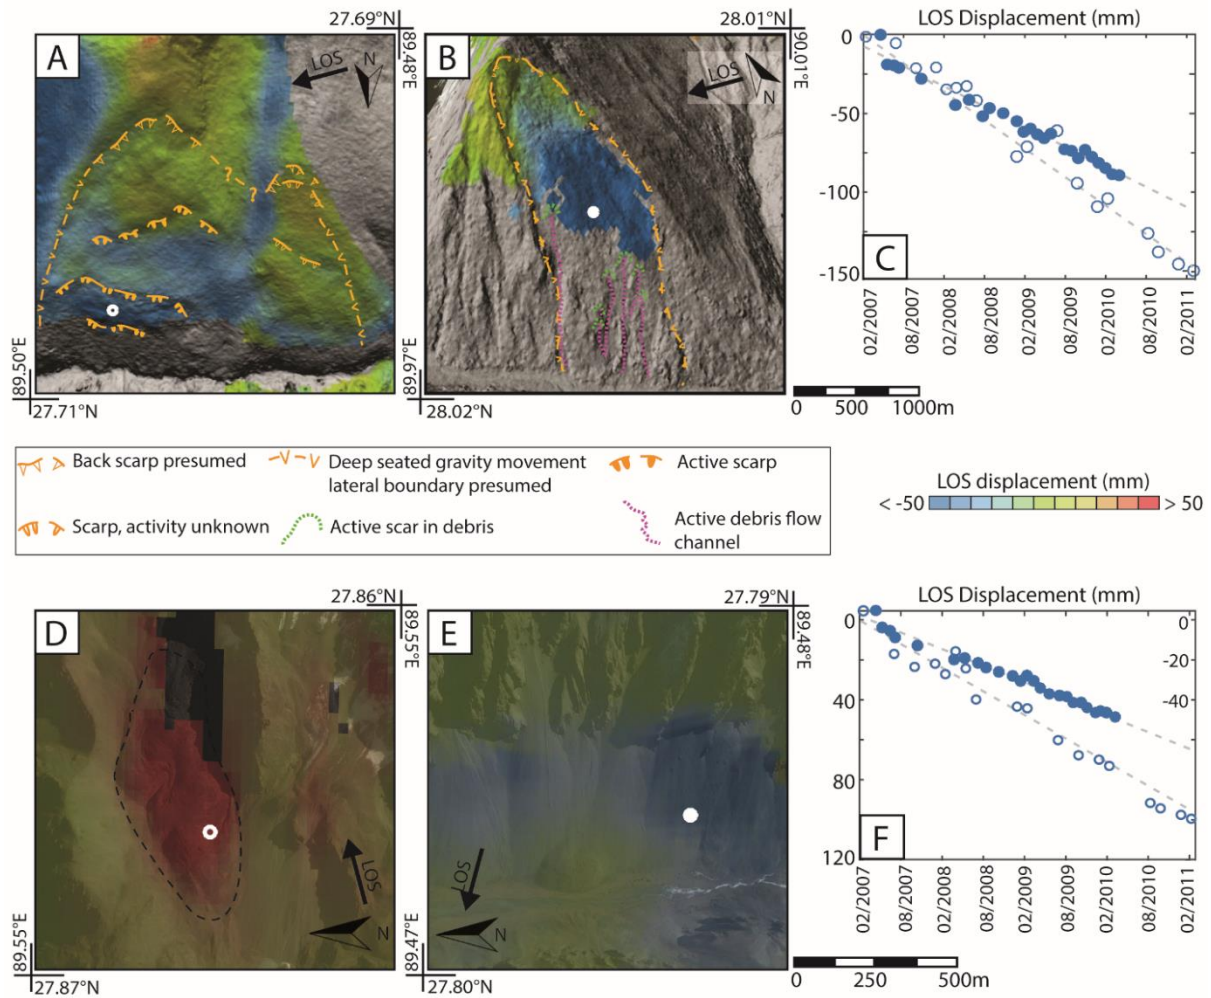 27.69°N
28.01°N
LOS Displacement (mm)
A
LOS
N
89.48°E
B
LOS
N
90.01°E
0
-50
-100
-150
C
?
?
02/2007
08/2007
02/2008
08/2008
02/2009
08/2009
02/2010
08/2010
02/2011
89.50°E
27.71°N
89.97°E
28.02°N
0 500 1000m
Back scarp presumed
Deep seated gravity movement
lateral boundary presumed
Active scarp
Scarp, activity unknown
Active scar in debris
Active debris flow
channel
LOS displacement (mm)
< -50 > 50
27.86°N
27.79°N
LOS Displacement (mm)
D
89.55°E
E
89.48°E
0
40
80
120
0
-20
-40
F
LOS
N
LOS
N
02/2007
08/2007
02/2008
08/2008
02/2009
08/2009
02/2010
08/2010
02/2011
89.55°E
27.87°N
89.47°E
27.80°N
0 250 500m